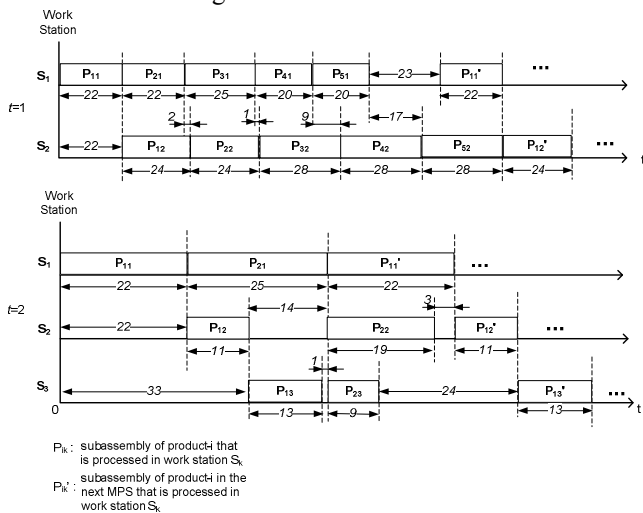 Work
Station
S1 P11 P21 P31 P41 P51 23 P11' ...
22 22 25 20 20 22
t=1
2 1 9 17
S2 22 P12 P22 P32 P42 P52 P12' ...
t
24 24 28 28 28 24
Work
Station
S1 P11 P21 P11' ...
22 25 22
t=2
14 3
S2 22 P12 P22 P12' ...
11 19 11
1
S3 33 P13 P23 24 P13' ...
0 t
13 9 13
Pik : subassembly of product-i that
is processed in work station Sk
Pik' : subassembly of product-i in the
next MPS that is processed in
work station Sk